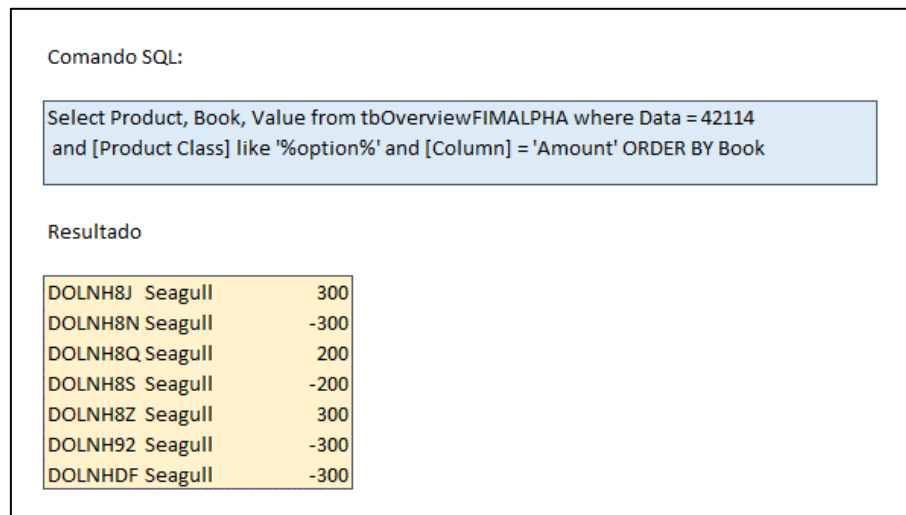 Comando SQL:
Select Product, Book, Value from tbOverviewFIMALPHA where Data = 42114
and [Product Class] like '%option%' and [Column] = 'Amount' ORDER BY Book
Resultado
DOLNH8J Seagull 300
DOLNH8N Seagull -300
DOLNH8Q Seagull 200
DOLNH8S Seagull -200
DOLNH8Z Seagull 300
DOLNH92 Seagull -300
DOLNHDF Seagull -300